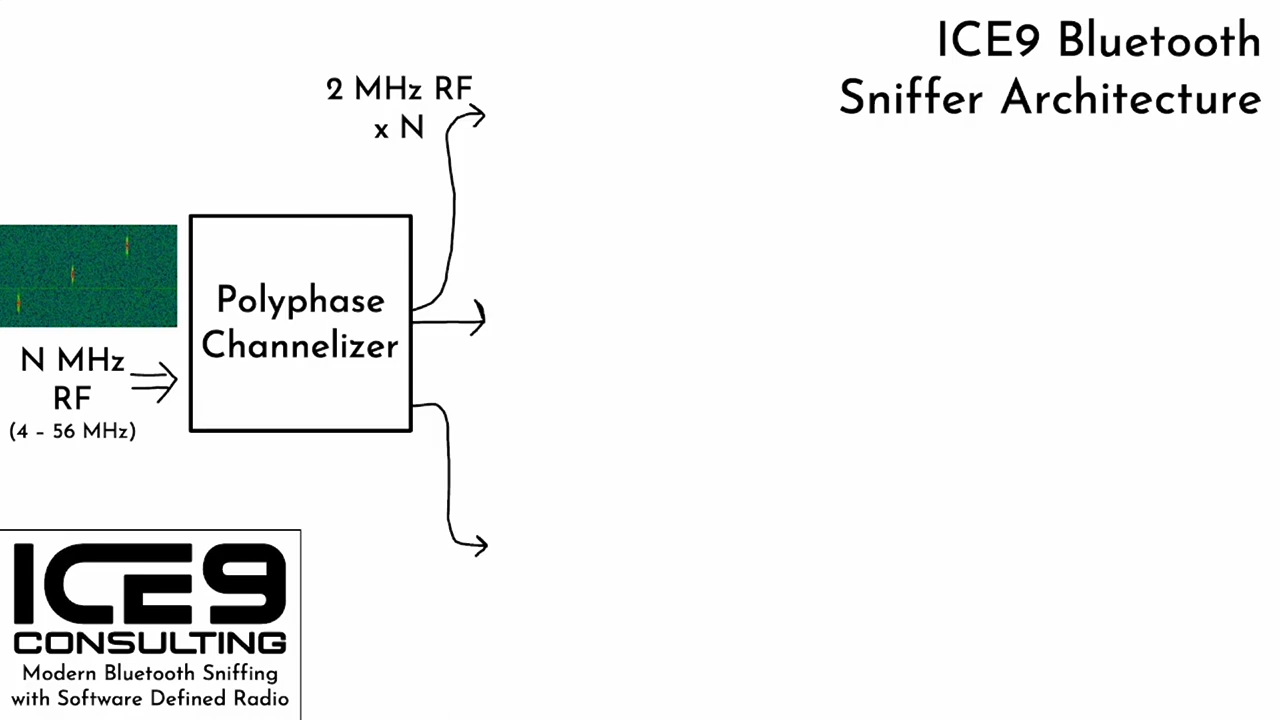 ICE9 Bluetooth
Sniffer Architecture
2 MHz RF
x N
Polyphase
Channelizer
N MHz
RF
(4 – 56 MHz)
ICE9
CONSULTING
Modern Bluetooth Sniffing
with Software Defined Radio